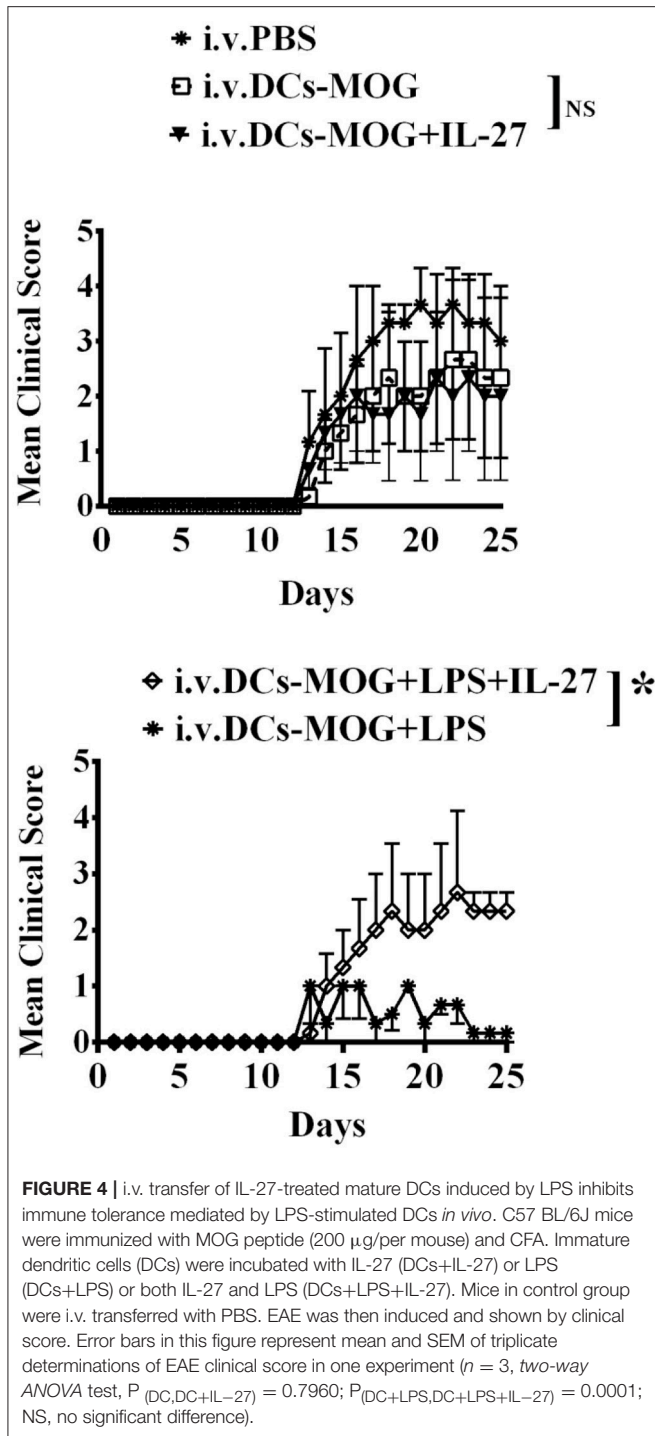 i.v.PBS
i.v.DCs-MOG
i.v.DCs-MOG+IL-27
NS
5
4
3
2
1
0
Mean Clinical Score
0 5 10 15 20 25
Days
i.v.DCs-MOG+LPS+IL-27
i.v.DCs-MOG+LPS
*
5
4
3
2
1
0
Mean Clinical Score
0 5 10 15 20 25
Days
FIGURE 4 | i.v. transfer of IL-27-treated mature DCs induced by LPS inhibits
immune tolerance mediated by LPS-stimulated DCs in vivo. C57 BL/6J mice
were immunized with MOG peptide (200 μg/per mouse) and CFA. Immature
dendritic cells (DCs) were incubated with IL-27 (DCs+IL-27) or LPS
(DCs+LPS) or both IL-27 and LPS (DCs+LPS+IL-27). Mice in control group
were i.v. transferred with PBS. EAE was then induced and shown by clinical
score. Error bars in this figure represent mean and SEM of triplicate
determinations of EAE clinical score in one experiment (n = 3, two-way
ANOVA test, P (DC,DC+IL−27) = 0.7960; P(DC+LPS,DC+LPS+IL−27) = 0.0001;
NS, no significant difference).